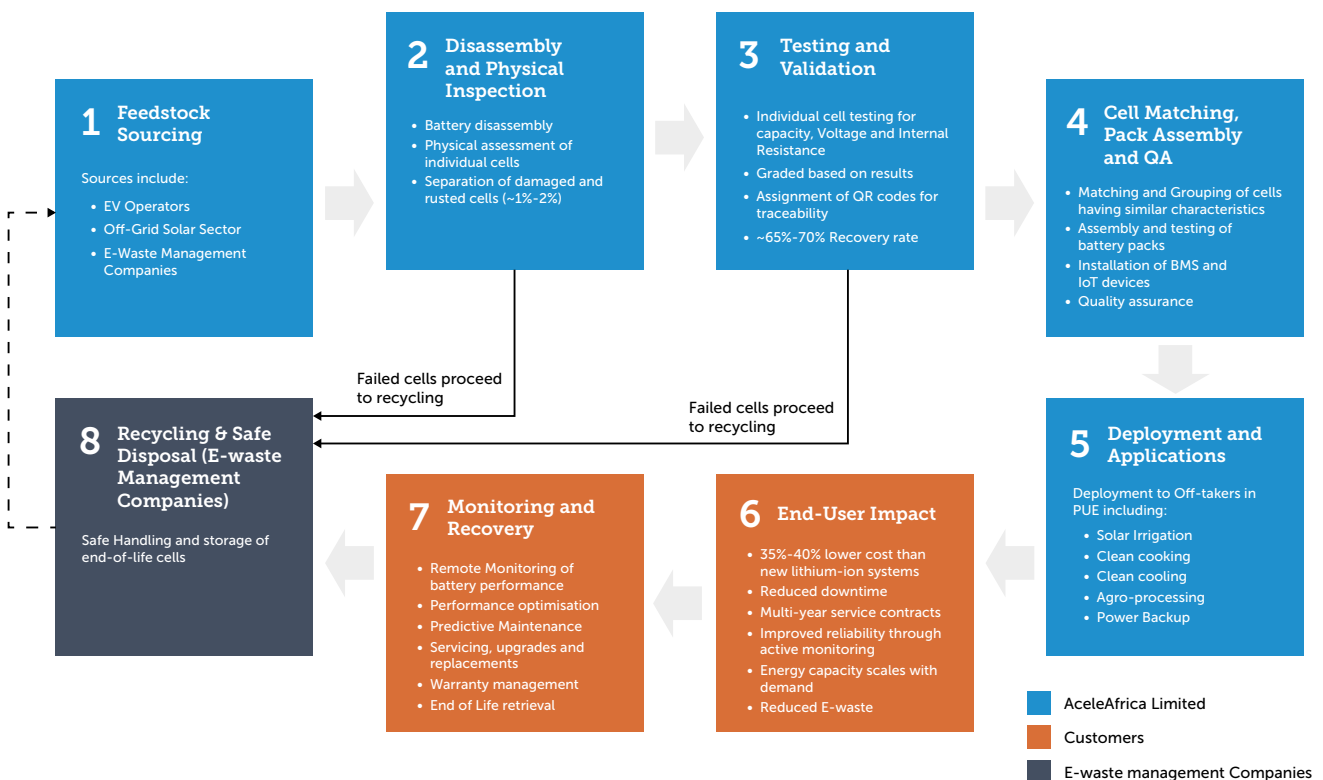 1 Feedstock
Sourcing
Sources include:
• EV Operators
• Off-Grid Solar Sector
• E-Waste Management
Companies
2 Disassembly
and Physical
Inspection
• Battery disassembly
• Physical assessment of
individual cells
• Separation of damaged and
rusted cells (~1%-2%)
3 Testing and
Validation
• Individual cell testing for
capacity, Voltage and Internal
Resistance
• Graded based on results
• Assignment of QR codes for
traceability
• ~65%-70% Recovery rate
4 Cell Matching,
Pack Assembly
and QA
• Matching and Grouping of cells
having similar characteristics
• Assembly and testing of
battery packs
• Installation of BMS and
IoT devices
• Quality assurance
Failed cells proceed
to recycling
Failed cells proceed
to recycling
5 Deployment and
Applications
Deployment to Off-takers in
PUE including:
• Solar Irrigation
• Clean cooking
• Clean cooling
• Agro-processing
• Power Backup
6 End-User Impact
• 35%-40% lower cost than
new lithium-ion systems
• Reduced downtime
• Multi-year service contracts
• Improved reliability through
active monitoring
• Energy capacity scales with
demand
• Reduced E-waste
7 Monitoring and
Recovery
• Remote Monitoring of
battery performance
• Performance optimisation
• Predictive Maintenance
• Servicing, upgrades and
replacements
• Warranty management
• End of Life retrieval
8 Recycling & Safe
Disposal (E-waste
Management
Companies)
Safe Handling and storage of
end-of-life cells
AceleAfrica Limited
Customers
E-waste management Companies